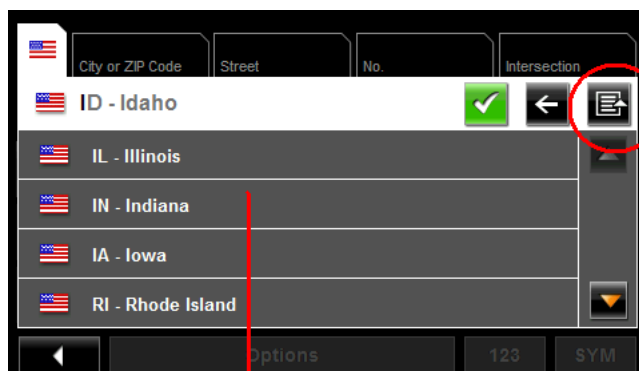 City or ZIP Code Street No. Intersection
ID - Idaho
IL - Illinois
IN - Indiana
IA - Iowa
RI - Rhode Island
Options 123 SYM